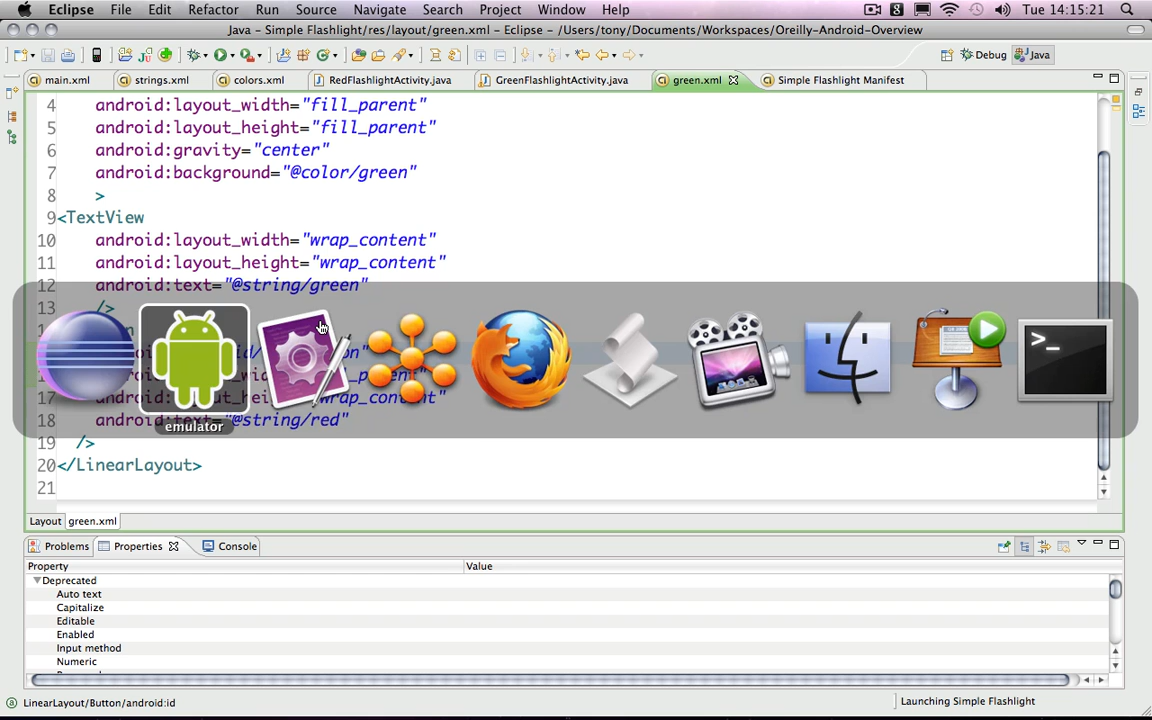 Eclipse File Edit Refactor Run Source Navigate Search Project Window Help Tue 14:15:21
Java - Simple Flashlight/res/layout/green.xml - Eclipse - /Users/tony/Documents/Workspaces/Oreilly-Android-Overview
Debug Java
main.xml strings.xml colors.xml RedFlashlightActivity.java GreenFlashlightActivity.java green.xml Simple Flashlight Manifest
4 android:layout_width="fill_parent"
5 android:layout_height="fill_parent"
6 android:gravity="center"
7 android:background="@color/green"
8 >
9 <TextView
10 android:layout_width="wrap_content"
11 android:layout_height="wrap_content"
12 android:text="@string/green"
13 />
17 wrap_content"
18 android:text="@string/red"
emulator
19 />
20 </LinearLayout>
21
Layout green.xml
Problems Properties Console
Property Value
Deprecated
Auto text
Capitalize
Editable
Enabled
Input method
Numeric
LinearLayout/Button/android:id Launching Simple Flashlight